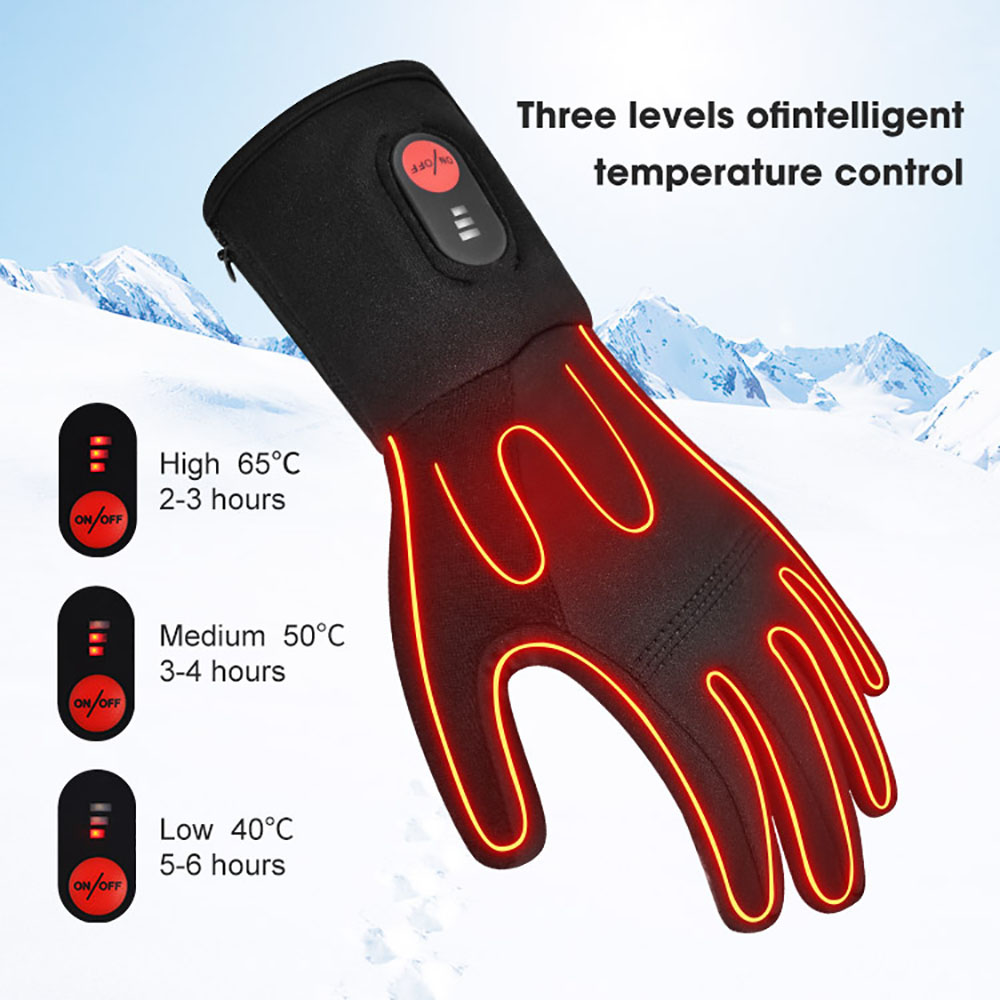 Three levels ofintelligent
temperature control
ON/OFF
High 65°C
2-3 hours
ON/OFF
Medium 50°C
3-4 hours
ON/OFF
Low 40°C
5-6 hours
ON/OFF